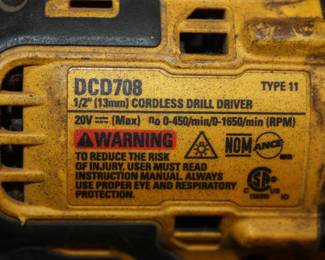 DCD708
TYPE 11
1/2" (13mm) CORDLESS DRILL DRIVER
20V ⎓ (Max) n₀ 0-450/min/0-1650/min (RPM)
WARNING
TO REDUCE THE RISK
OF INJURY, USER MUST READ
INSTRUCTION MANUAL. ALWAYS
USE PROPER EYE AND RESPIRATORY
PROTECTION.
NOM
ANCE
C US